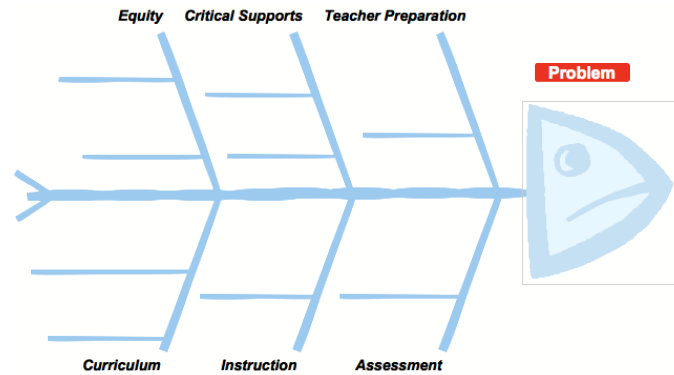 Equity Critical Supports Teacher Preparation
Problem
Curriculum Instruction Assessment